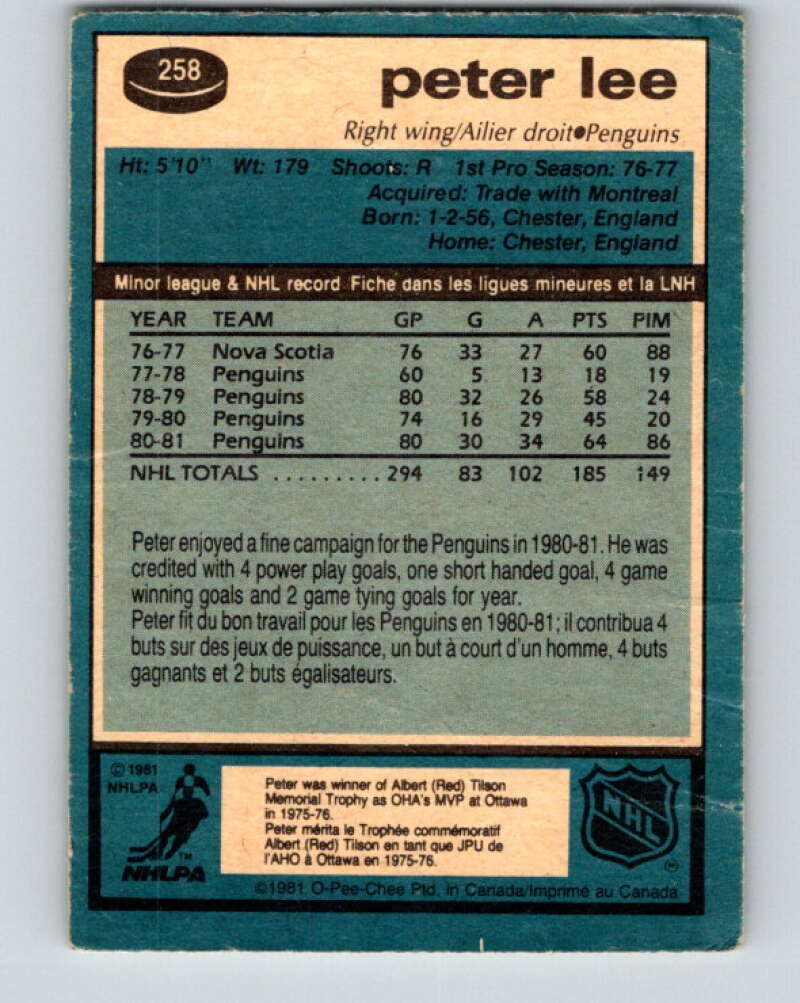 258
peter lee
Right wing/Ailier droit•Penguins
Ht: 5'10" Wt: 179 Shoots: R 1st Pro Season: 76-77
Acquired: Trade with Montreal
Born: 1-2-56, Chester, England
Home: Chester, England
Minor league & NHL record Fiche dans les ligues mineures et la LNH
YEAR TEAM GP G A PTS PIM
76-77 Nova Scotia 76 33 27 60 88
77-78 Penguins 60 5 13 18 19
78-79 Penguins 80 32 26 58 24
79-80 Penguins 74 16 29 45 20
80-81 Penguins 80 30 34 64 86
NHL TOTALS ......... 294 83 102 185 149
Peter enjoyed a fine campaign for the Penguins in 1980-81. He was
credited with 4 power play goals, one short handed goal, 4 game
winning goals and 2 game tying goals for year.
Peter fit du bon travail pour les Penguins en 1980-81; il contribua 4
buts sur des jeux de puissance, un but à court d'un homme, 4 buts
gagnants et 2 buts égalisateurs.
© 1981
NHLPA
TM
NHLPA
Peter was winner of Albert (Red) Tilson
Memorial Trophy as OHA's MVP at Ottawa
in 1975-76.
Peter mérita le Trophée commémoratif
Albert (Red) Tilson en tant que JPU de
l'AHO à Ottawa en 1975-76.
NHL
©1981 O-Pee-Chee Ptd. in Canada/Imprimé au Canada